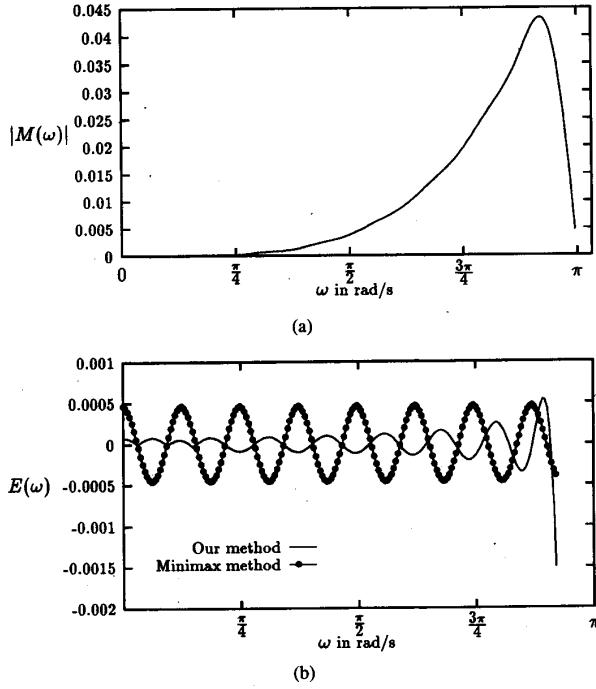 0.045
0.04
0.035
0.03
0.025
|M(ω)|
0.02
0.015
0.01
0.005
0
0 π/4 π/2 3π/4 π
ω in rad/s
(a)
0.001
0.0005
0
E(ω)
-0.0005
-0.001
Our method
Minimax method
-0.0015
-0.002
π/4 π/2 3π/4 π
ω in rad/s
(b)